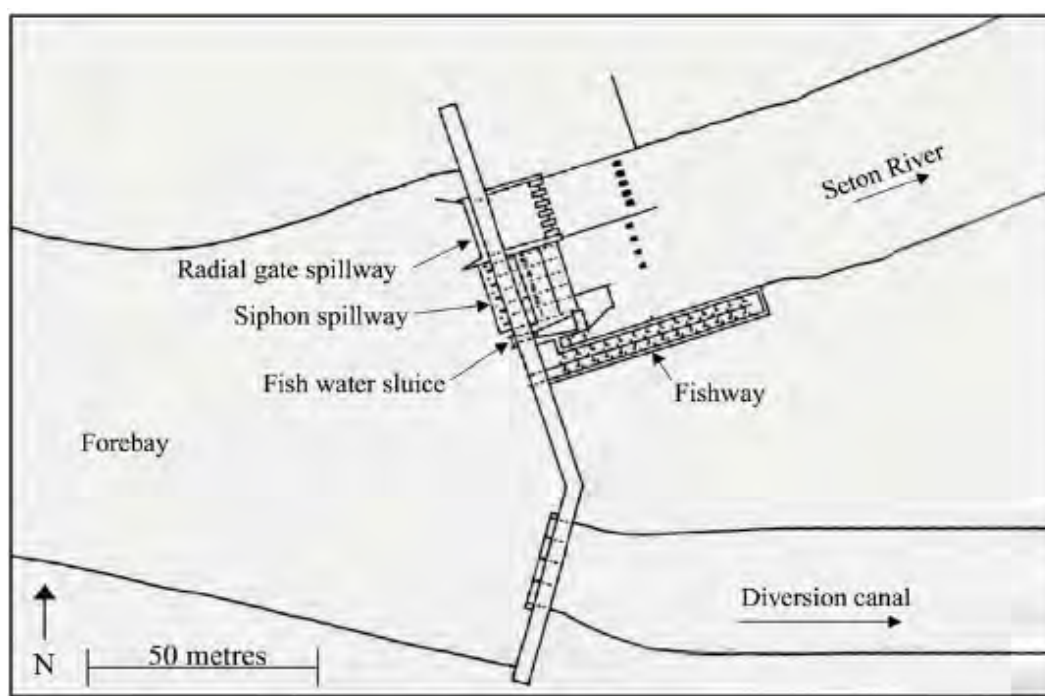 Seton River
Radial gate spillway
Siphon spillway
Fish water sluice
Fishway
Forebay
Diversion canal
50 metres
N